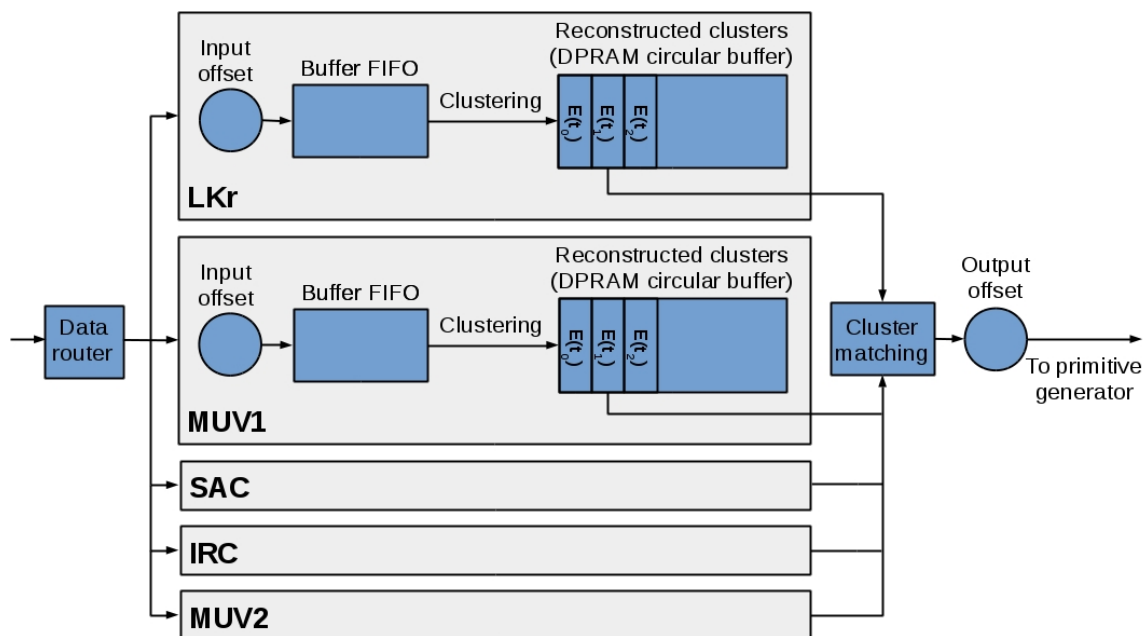 Reconstructed clusters
(DPRAM circular buffer)
Input
offset
Buffer FIFO
Clustering
E(t0)
E(t1)
E(t2)
LKr
Reconstructed clusters
(DPRAM circular buffer)
Input
offset
Buffer FIFO
Clustering
E(t0)
E(t1)
E(t2)
MUV1
Data
router
Cluster
matching
Output
offset
To primitive
generator
SAC
IRC
MUV2